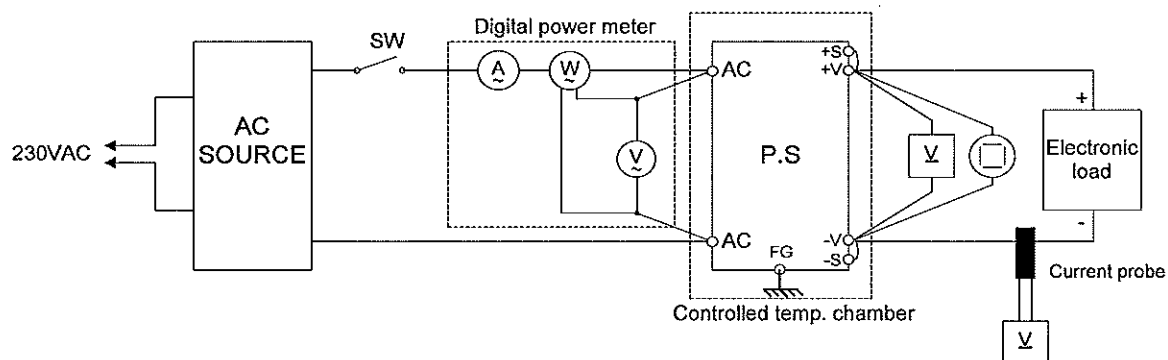 Digital power meter
SW
A
W
AC
+S
+V
+
230VAC
AC
SOURCE
V
P.S
V
Electronic
load
-
AC
FG
-V
-S
Current probe
Controlled temp. chamber
V